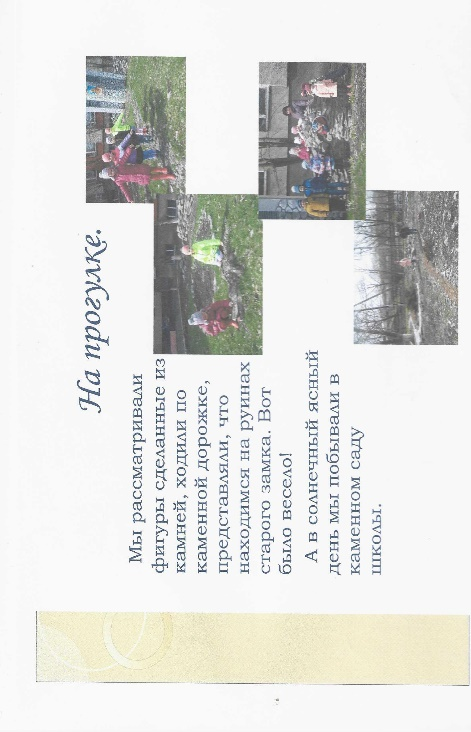 На прогулке.
Мы рассматривали
фигуры сделанные из
камней, ходили по
каменной дорожке,
представляли, что
находимся на руинах
старого замка. Вот
было весело!
А в солнечный ясный
день мы побывали в
каменном саду
школы.